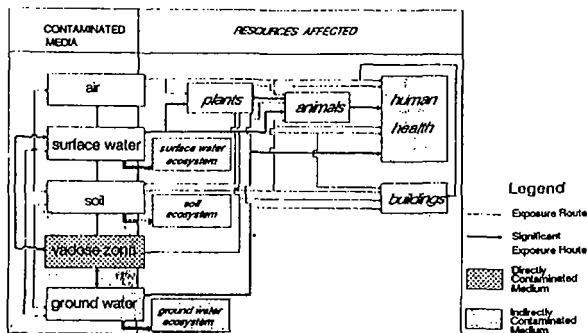 CONTAMINATED
MEDIA
RESOURCES AFFECTED
air
plants
animals
human
health
surface water
surface water
ecosystem
soil
soil
ecosystem
buildings
vadose zone
ground water
ground water
ecosystem
Legend
Exposure Route
Significant
Exposure Route
Directly
Contaminated
Medium
Indirectly
Contaminated
Medium